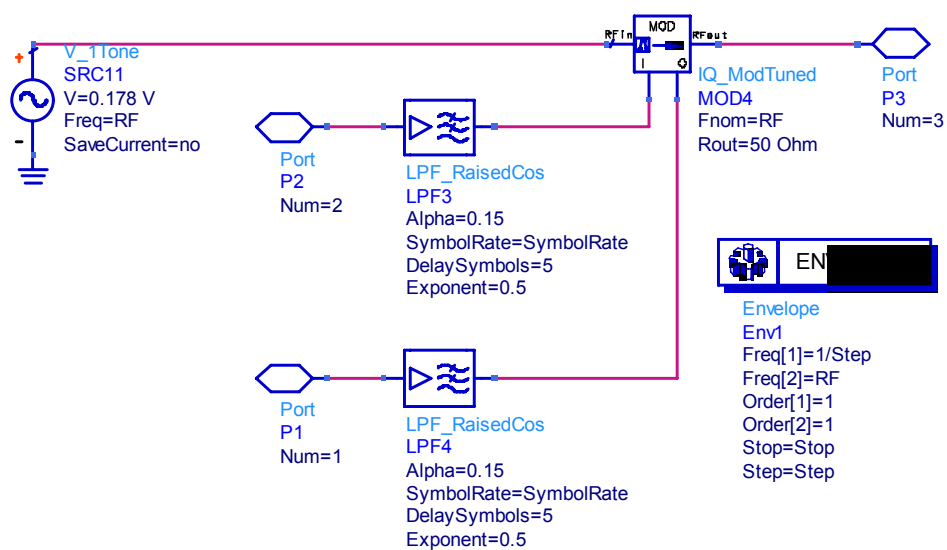 V_1Tone
SRC11
V=0.178 V
Freq=RF
SaveCurrent=no
RFin
MOD
RFout
I
Q
IQ_ModTuned
MOD4
Fnom=RF
Rout=50 Ohm
Port
P3
Num=3
Port
P2
Num=2
LPF_RaisedCos
LPF3
Alpha=0.15
SymbolRate=SymbolRate
DelaySymbols=5
Exponent=0.5
Envelope
Env1
Freq[1]=1/Step
Freq[2]=RF
Order[1]=1
Order[2]=1
Stop=Stop
Step=Step
Port
P1
Num=1
LPF_RaisedCos
LPF4
Alpha=0.15
SymbolRate=SymbolRate
DelaySymbols=5
Exponent=0.5